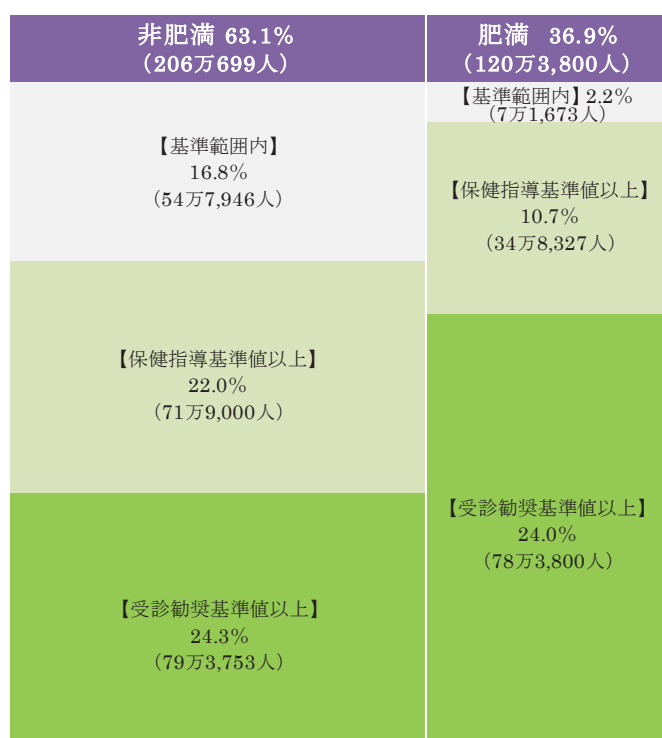 非肥満 63.1%
（206万699人）
【基準範囲内】
16.8%
（54万7,946人）
【保健指導基準値以上】
22.0%
（71万9,000人）
【受診勧奨基準値以上】
24.3%
（79万3,753人）
肥満 36.9%
（120万3,800人）
【基準範囲内】2.2%
（7万1,673人）
【保健指導基準値以上】
10.7%
（34万8,327人）
【受診勧奨基準値以上】
24.0%
（78万3,800人）